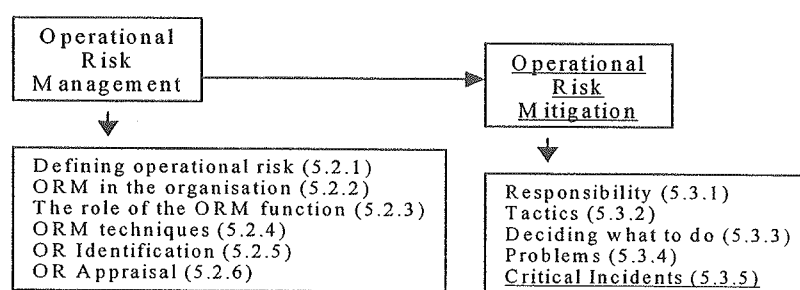 Operational
Risk
Management
Operational
Risk
Mitigation
Defining operational risk (5.2.1)
ORM in the organisation (5.2.2)
The role of the ORM function (5.2.3)
ORM techniques (5.2.4)
OR Identification (5.2.5)
OR Appraisal (5.2.6)
Responsibility (5.3.1)
Tactics (5.3.2)
Deciding what to do (5.3.3)
Problems (5.3.4)
Critical Incidents (5.3.5)